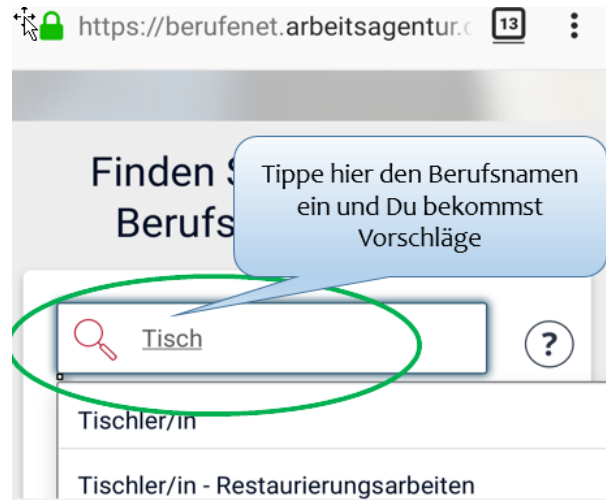 https://berufenet.arbeitsagentur.
13
Finden
Berufs
Tippe hier den Berufsnamen
ein und Du bekommst
Vorschläge
Tisch
?
Tischler/in
Tischler/in - Restaurierungsarbeiten